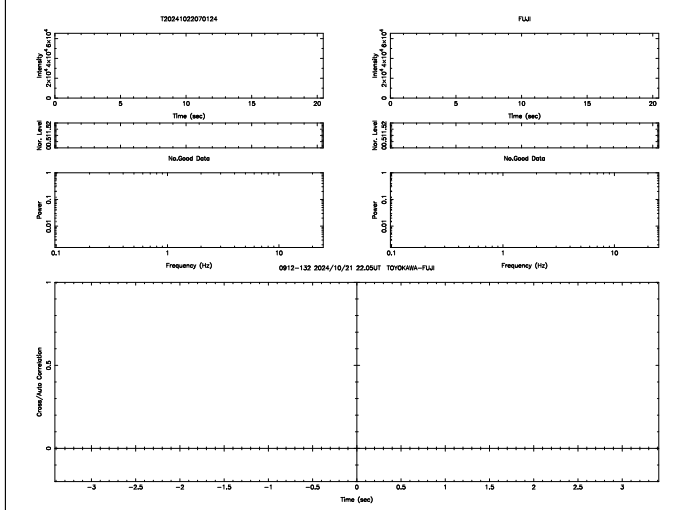 T20241022070124
FUJI
Intensity
0 2×10⁴ 4×10⁴ 6×10⁴
0 5 10 15 20
Time (sec)
Intensity
0 2×10⁴ 4×10⁴ 6×10⁴
0 5 10 15 20
Time (sec)
Nor. Level
00.511.52
Nor. Level
00.511.52
No.Good Data
No.Good Data
Power
0.01 0.1 1
0.1 1 10
Frequency (Hz)
Power
0.01 0.1 1
0.1 1 10
Frequency (Hz)
0912-132 2024/10/21 22.05UT TOYOKAWA-FUJI
Cross/Auto Correlation
0 0.5 1
-3 -2.5 -2 -1.5 -1 -0.5 0 0.5 1 1.5 2 2.5 3
Time (sec)